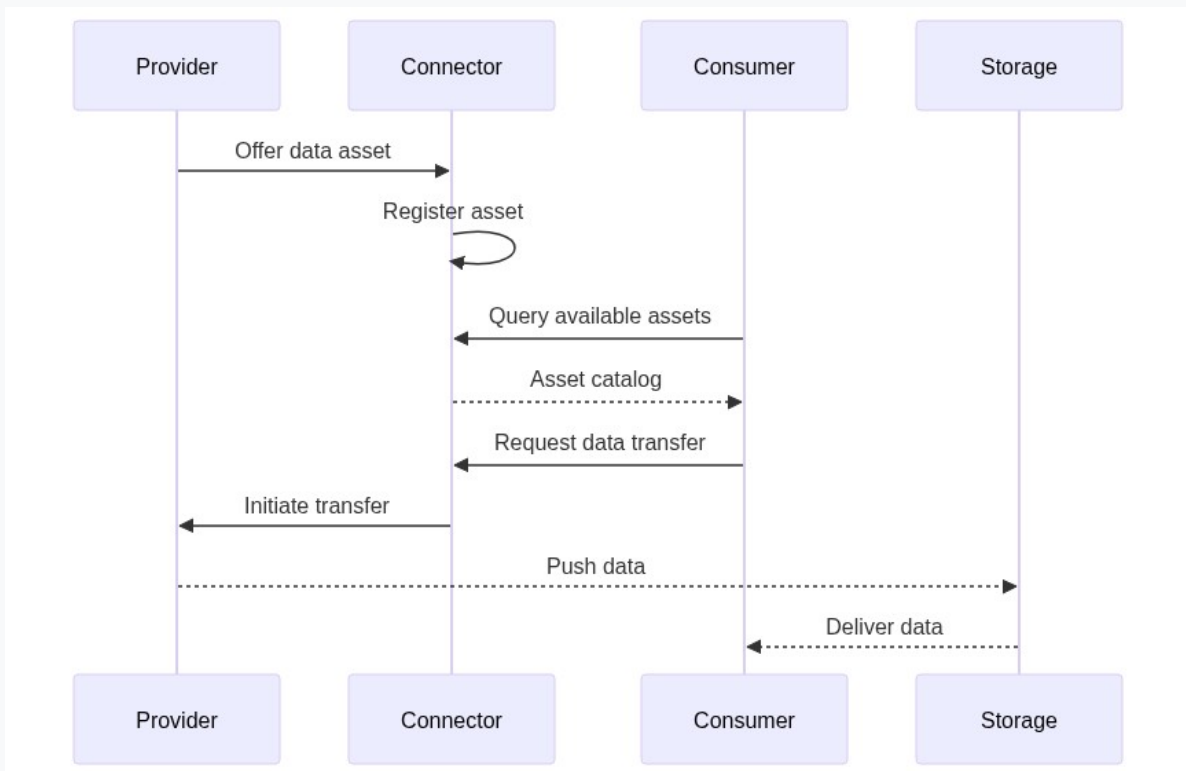 Provider
Connector
Consumer
Storage
Offer data asset
Register asset
Query available assets
Asset catalog
Request data transfer
Initiate transfer
Push data
Deliver data
Provider
Connector
Consumer
Storage